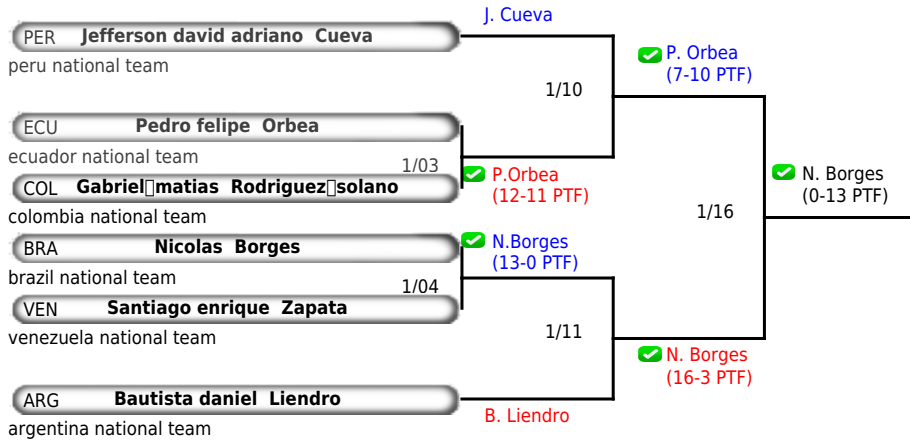 J. Cueva
PER Jefferson david adriano Cueva
peru national team
P. Orbea
(7-10 PTF)
1/10
ECU Pedro felipe Orbea
ecuador national team
1/03
P.Orbea
(12-11 PTF)
COL Gabriel▯matias Rodriguez▯solano
colombia national team
N. Borges
(0-13 PTF)
1/16
BRA Nicolas Borges
brazil national team
N.Borges
(13-0 PTF)
1/04
VEN Santiago enrique Zapata
venezuela national team
1/11
N. Borges
(16-3 PTF)
ARG Bautista daniel Liendro
argentina national team
B. Liendro